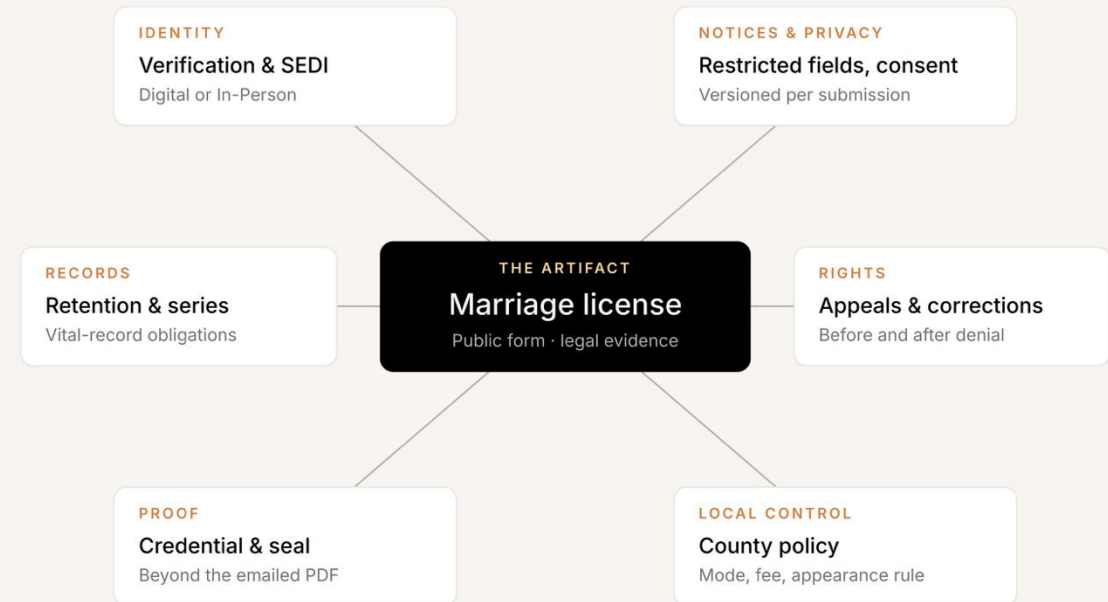 IDENTITY
Verification & SEDI
Digital or In-Person
NOTICES & PRIVACY
Restricted fields, consent
Versioned per submission
RECORDS
Retention & series
Vital-record obligations
THE ARTIFACT
Marriage license
Public form · legal evidence
RIGHTS
Appeals & corrections
Before and after denial
PROOF
Credential & seal
Beyond the emailed PDF
LOCAL CONTROL
County policy
Mode, fee, appearance rule